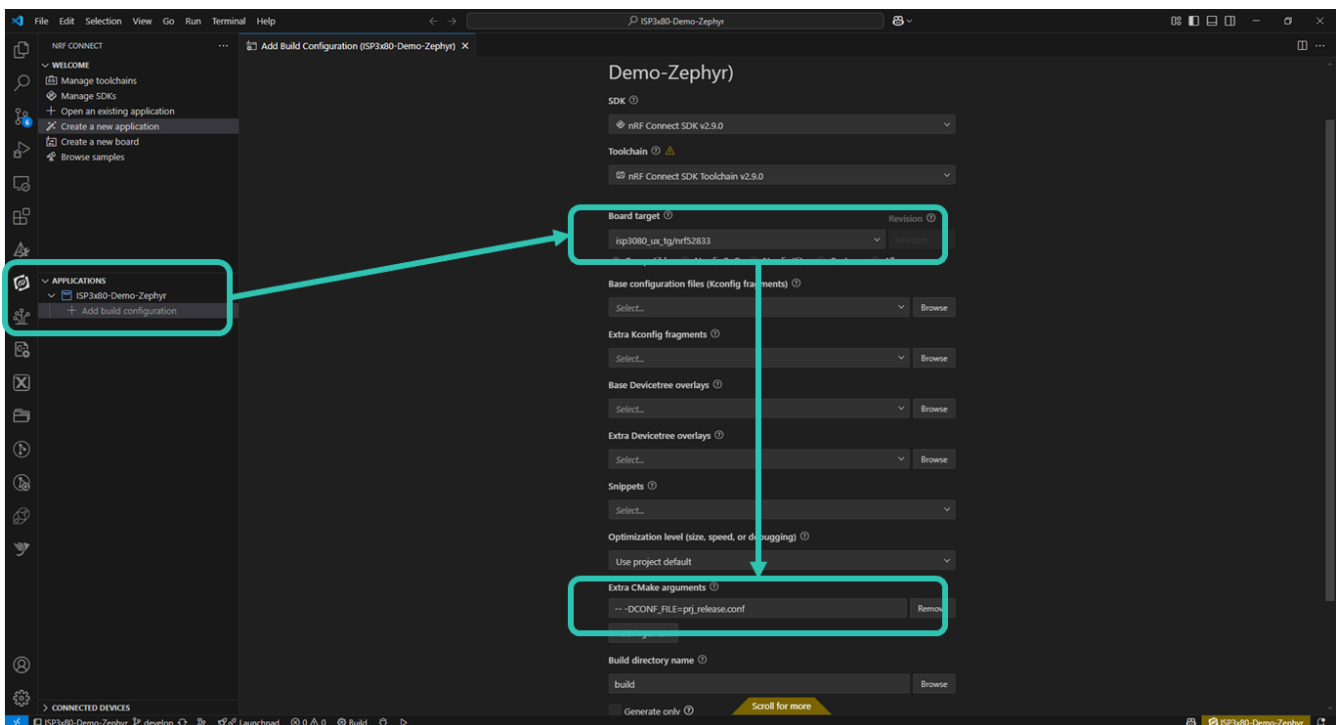 File Edit Selection View Go Run Terminal Help
ISP3x80-Demo-Zephyr
NRF CONNECT
WELCOME
Manage toolchains
Manage SDKs
Open an existing application
Create a new application
Create a new board
Browse samples
APPLICATIONS
ISP3x80-Demo-Zephyr
Add build configuration
CONNECTED DEVICES
Add Build Configuration (ISP3x80-Demo-Zephyr)
Demo-Zephyr)
SDK
nRF Connect SDK v2.9.0
Toolchain
nRF Connect SDK Toolchain v2.9.0
Board target Revision
isp3080_ux_tg/nrf52833 Revision
Base configuration files (Kconfig fragments)
Select... Browse
Extra Kconfig fragments
Select... Browse
Base Devicetree overlays
Select... Browse
Extra Devicetree overlays
Select... Browse
Snippets
Select...
Optimization level (size, speed, or debugging)
Use project default
Extra CMake arguments
-- -DCONF_FILE=prj_release.conf Remov
Build directory name
build Browse
Generate only Scroll for more
ISP3x80-Demo-Zephyr develop Launchpad 0 0 0 Build ISP3x80-Demo-Zephyr